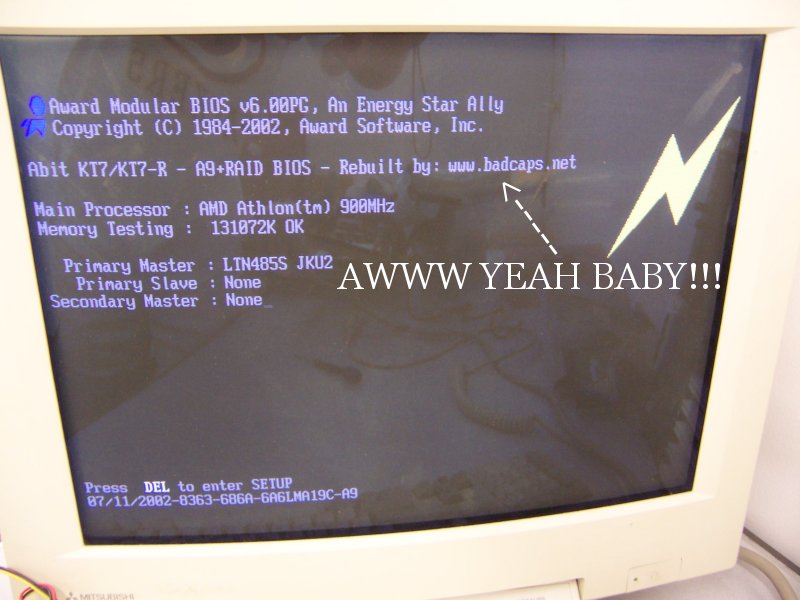 Award Modular BIOS v6.00PG, An Energy Star Ally
Copyright (C) 1984-2002, Award Software, Inc.
Abit KT7/KT7-R - A9+RAID BIOS - Rebuilt by: www.badcaps.net
Main Processor : AMD Athlon(tm) 900MHz
Memory Testing : 131072K OK
Primary Master : LTN485S JKU2
Primary Slave : None
Secondary Master : None_
AWWW YEAH BABY!!!
Press DEL to enter SETUP
07/11/2002-8363-686A-6A6LMA19C-A9
MITSUBISHI